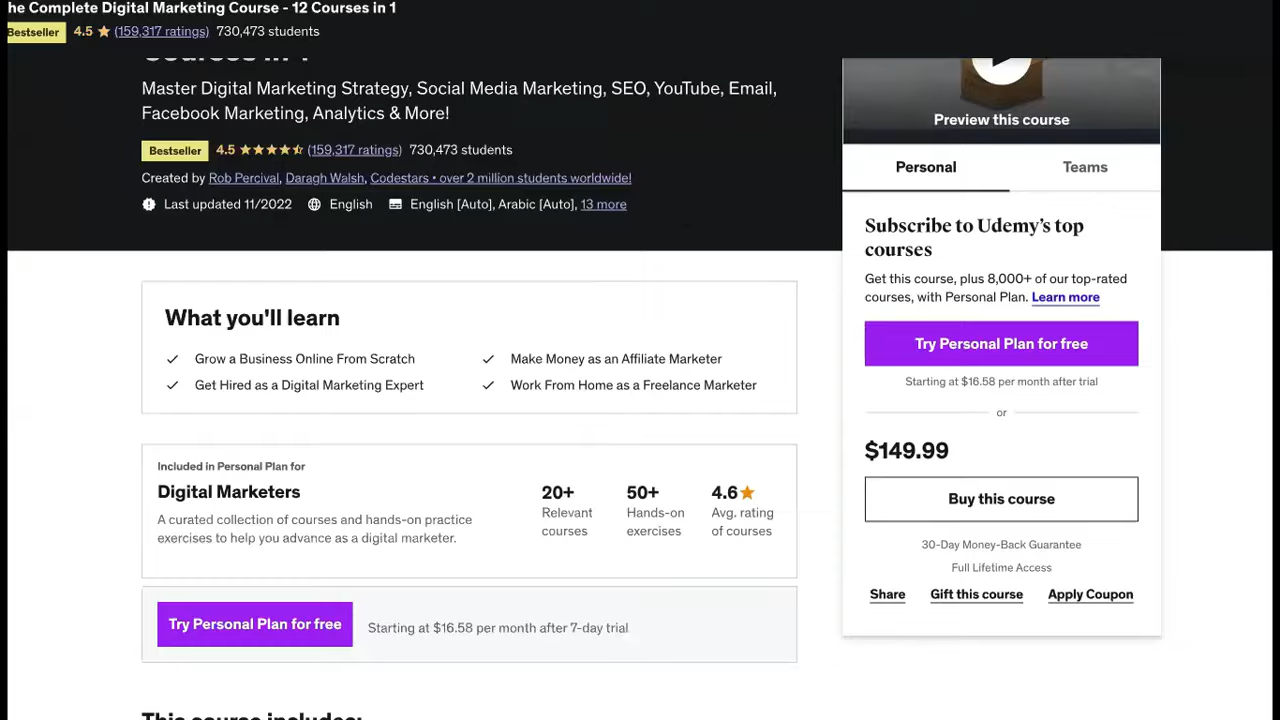 he Complete Digital Marketing Course - 12 Courses in 1
Bestseller 4.5 (159,317 ratings) 730,473 students
Courses in 1
Master Digital Marketing Strategy, Social Media Marketing, SEO, YouTube, Email,
Facebook Marketing, Analytics & More!
Bestseller 4.5 (159,317 ratings) 730,473 students
Created by Rob Percival, Daragh Walsh, Codestars • over 2 million students worldwide!
Last updated 11/2022 English English [Auto], Arabic [Auto], 13 more
What you'll learn
Grow a Business Online From Scratch
Make Money as an Affiliate Marketer
Get Hired as a Digital Marketing Expert
Work From Home as a Freelance Marketer
Included in Personal Plan for
Digital Marketers
A curated collection of courses and hands-on practice
exercises to help you advance as a digital marketer.
20+
Relevant
courses
50+
Hands-on
exercises
4.6
Avg. rating
of courses
Try Personal Plan for free
Starting at $16.58 per month after 7-day trial
This course includes:
Preview this course
Personal
Teams
Subscribe to Udemy’s top
courses
Get this course, plus 8,000+ of our top-rated
courses, with Personal Plan. Learn more
Try Personal Plan for free
Starting at $16.58 per month after trial
or
$149.99
Buy this course
30-Day Money-Back Guarantee
Full Lifetime Access
Share
Gift this course
Apply Coupon